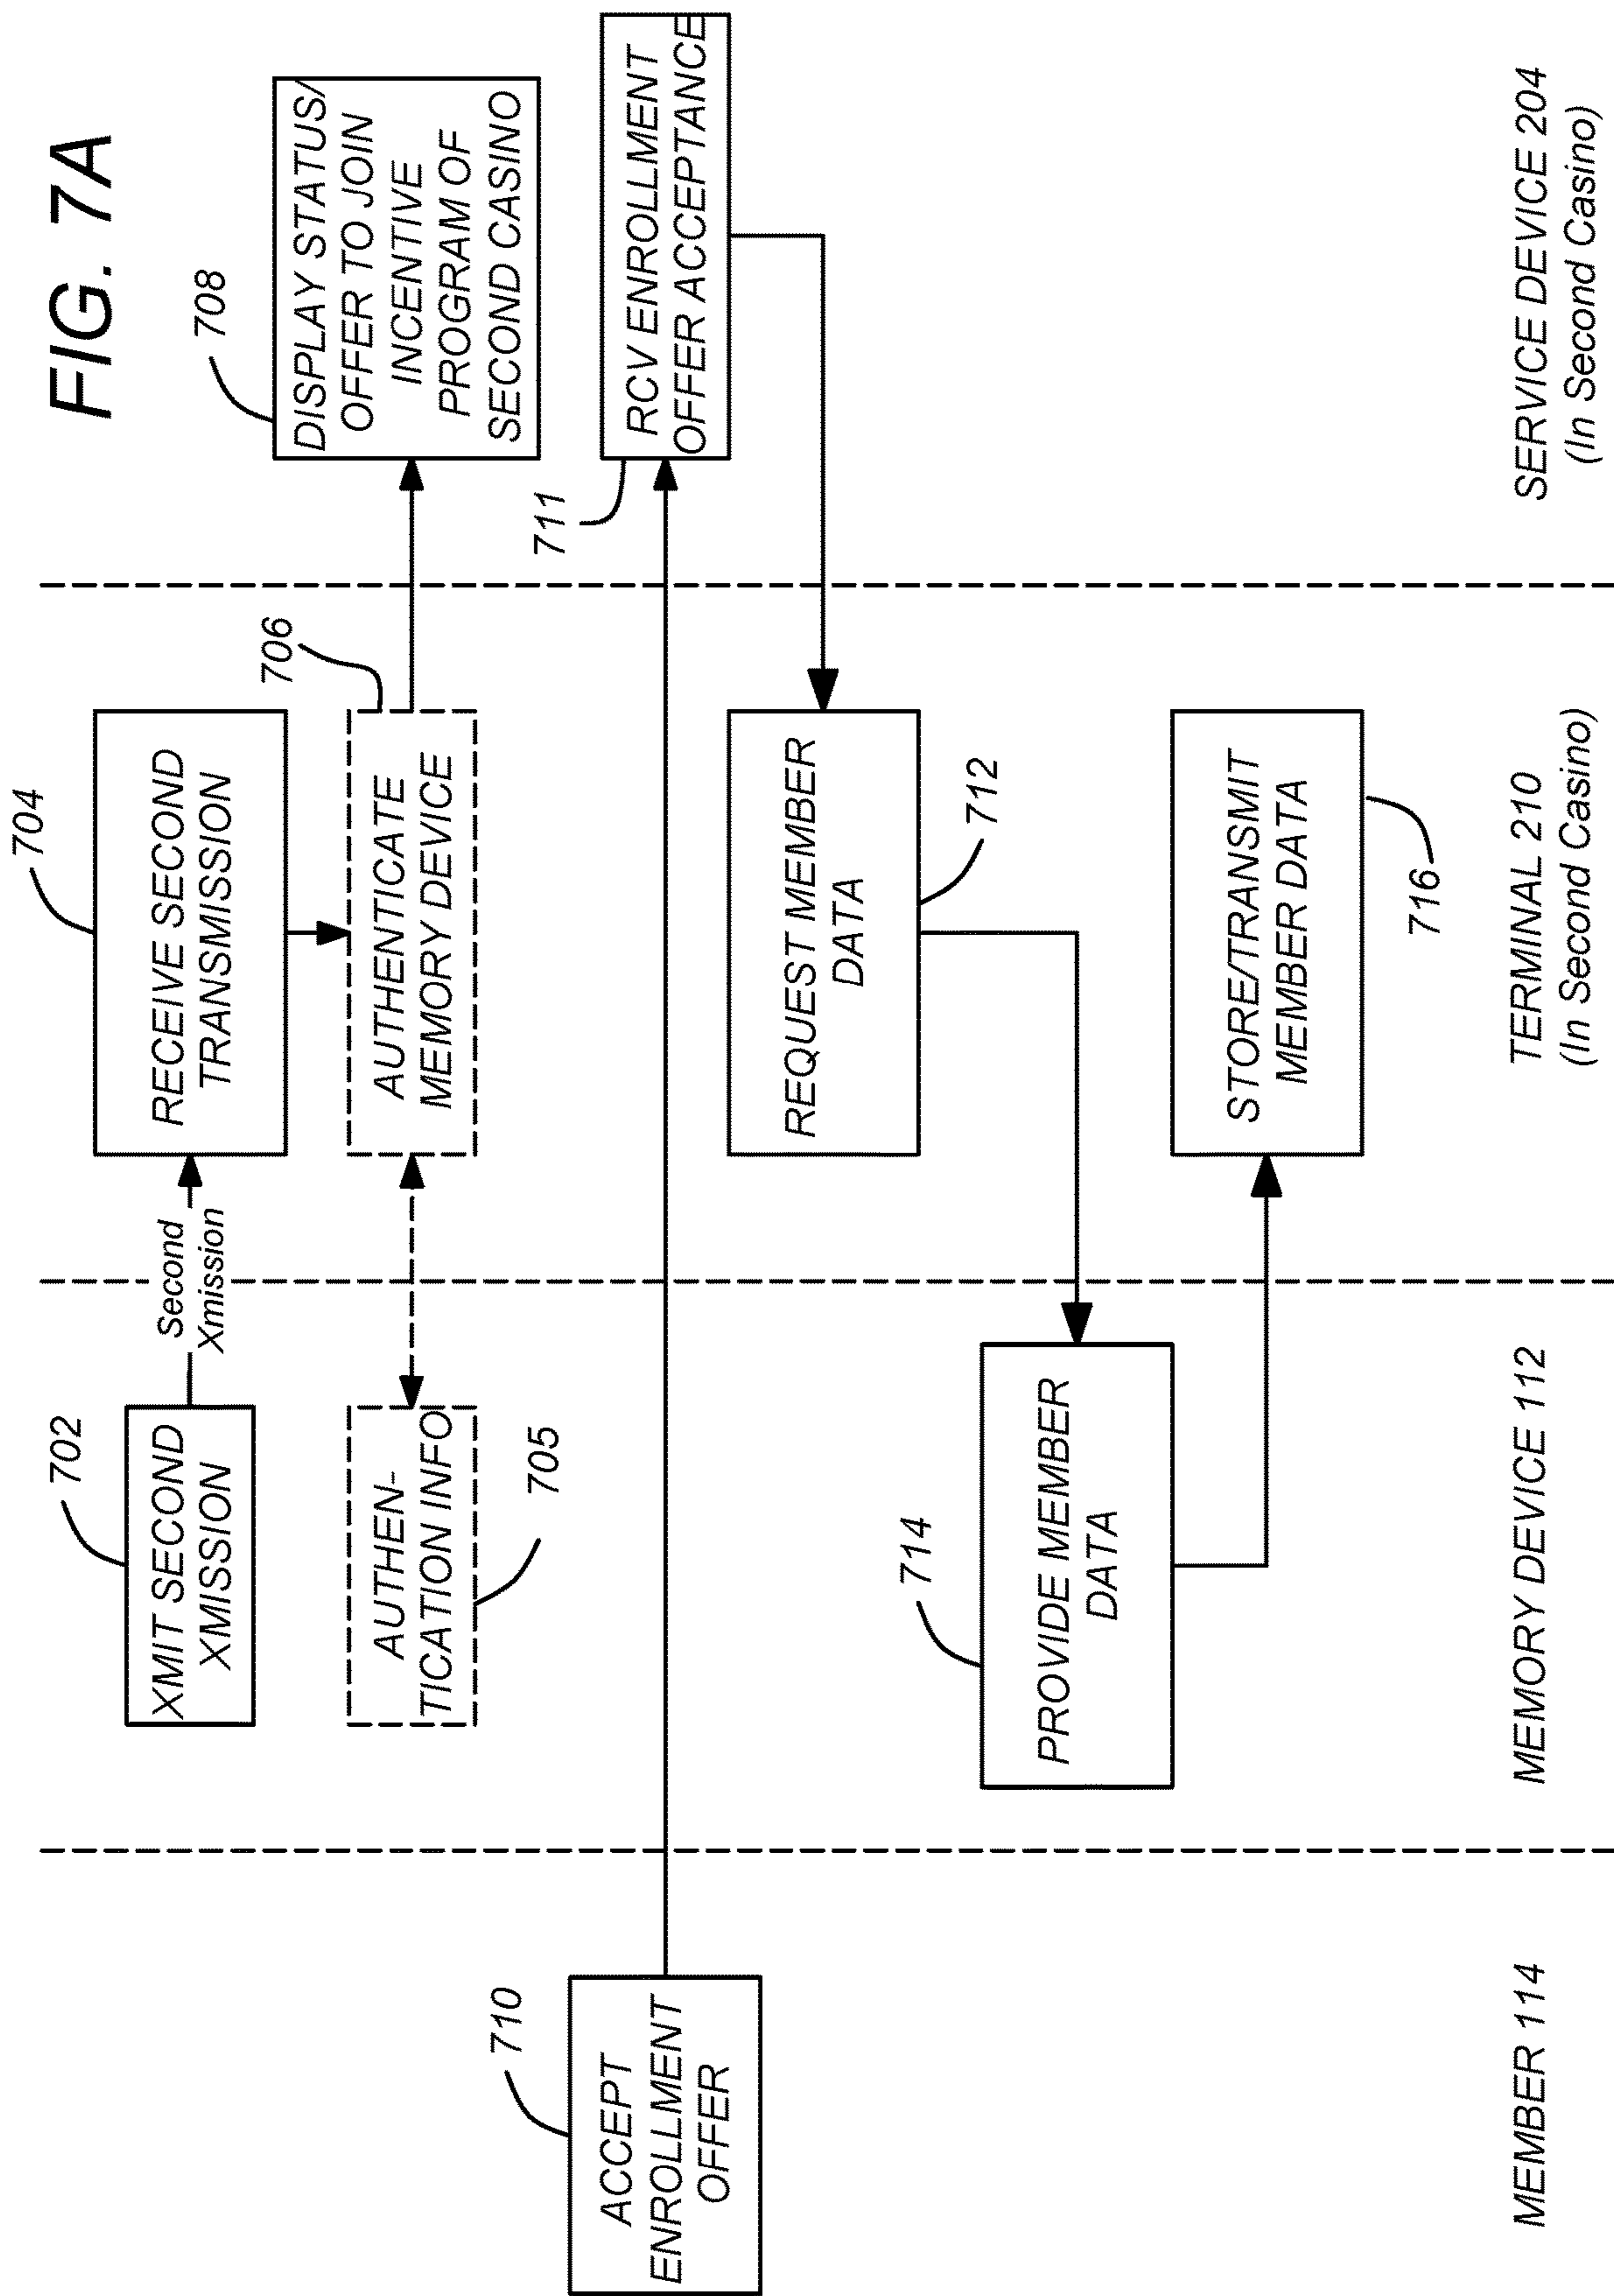 FIG. 7A
702
XMIT SECOND
XMISSION
Second
Xmission
704
RECEIVE SECOND
TRANSMISSION
AUTHEN-
TICATION INFO
705
706
AUTHENTICATE
MEMORY DEVICE
708
DISPLAY STATUS/
OFFER TO JOIN
INCENTIVE
PROGRAM OF
SECOND CASINO
710
ACCEPT
ENROLLMENT
OFFER
711
RCV ENROLLMENT
OFFER ACCEPTANCE
REQUEST MEMBER
DATA
712
714
PROVIDE MEMBER
DATA
STORE/TRANSMIT
MEMBER DATA
716
MEMBER 114
MEMORY DEVICE 112
TERMINAL 210
(In Second Casino)
SERVICE DEVICE 204
(In Second Casino)